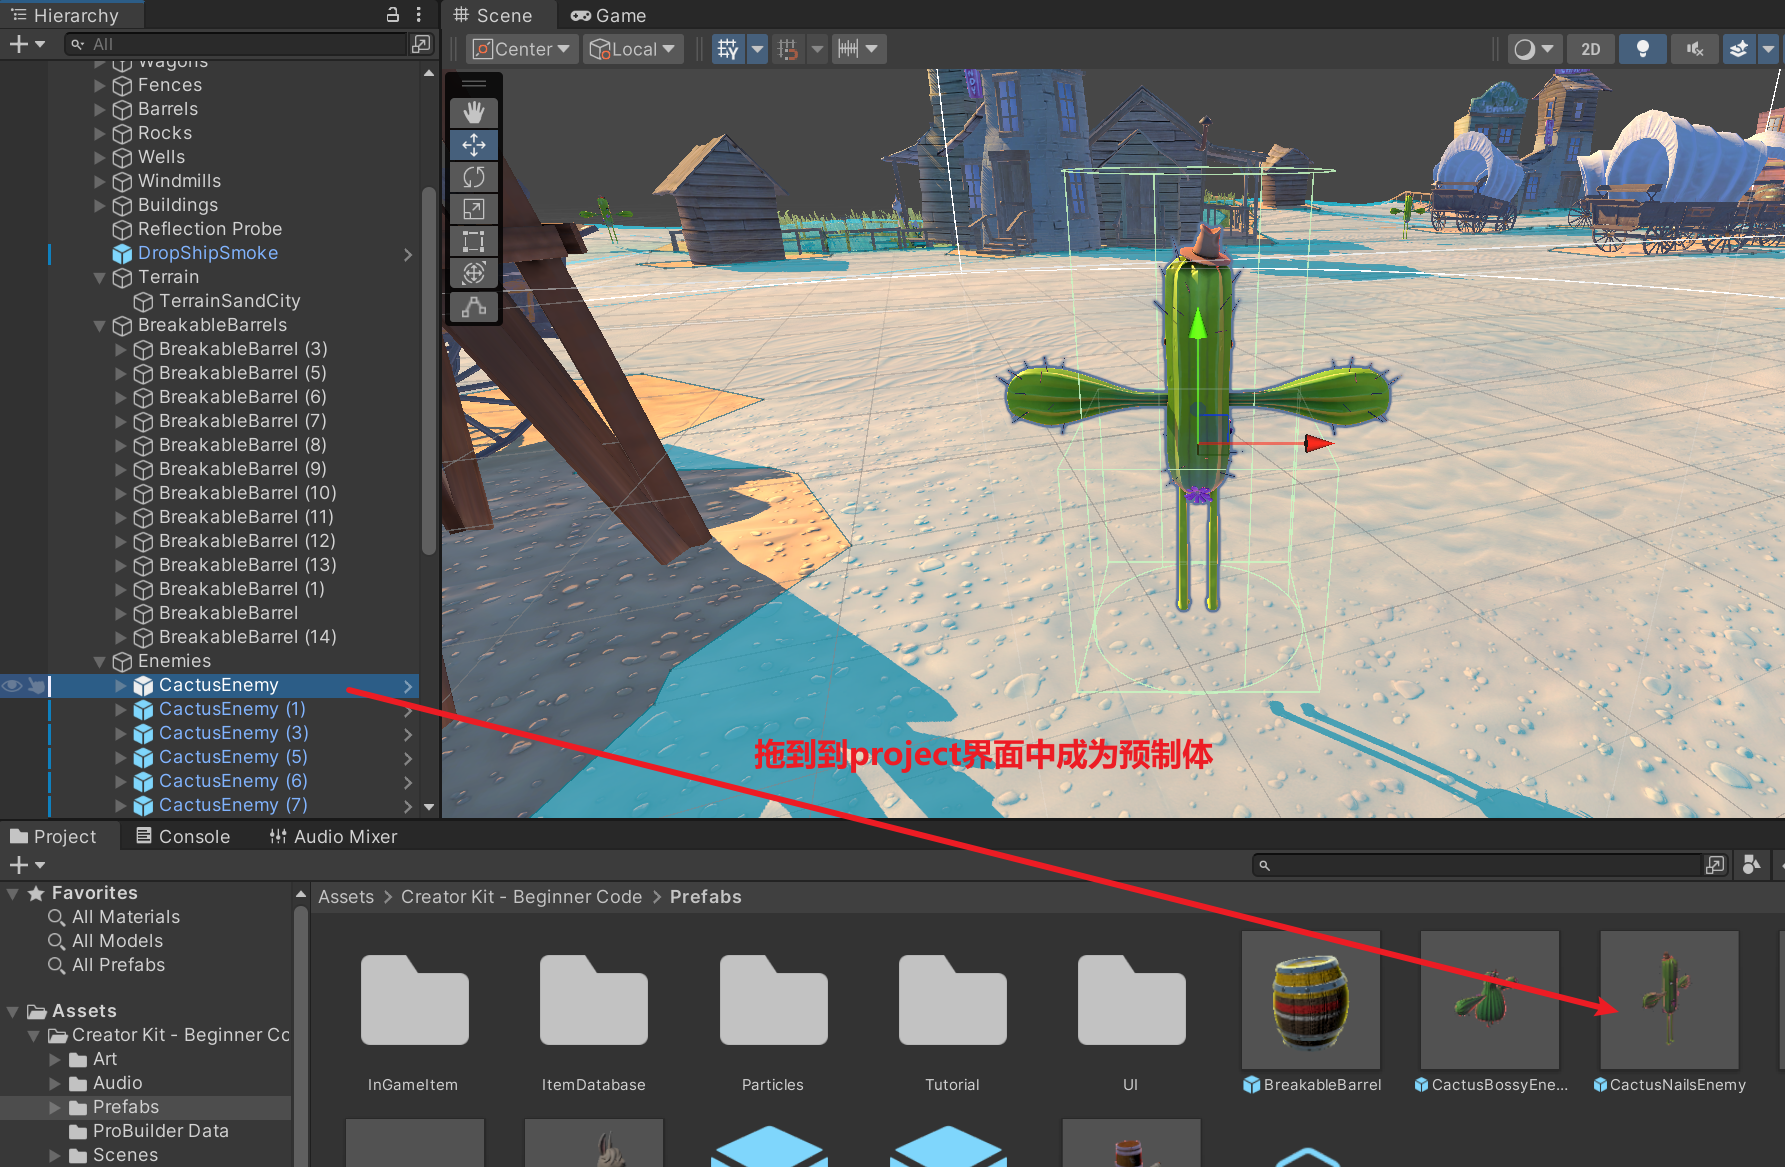 Hierarchy
All
Wagons
Fences
Barrels
Rocks
Wells
Windmills
Buildings
Reflection Probe
DropShipSmoke
Terrain
TerrainSandCity
BreakableBarrels
BreakableBarrel (3)
BreakableBarrel (5)
BreakableBarrel (6)
BreakableBarrel (7)
BreakableBarrel (8)
BreakableBarrel (9)
BreakableBarrel (10)
BreakableBarrel (11)
BreakableBarrel (12)
BreakableBarrel (13)
BreakableBarrel (1)
BreakableBarrel
BreakableBarrel (14)
Enemies
CactusEnemy
CactusEnemy (1)
CactusEnemy (3)
CactusEnemy (5)
CactusEnemy (6)
CactusEnemy (7)
Scene Game
Center Local 2D
拖到到project界面中成为预制体
Project Console Audio Mixer
Favorites
All Materials
All Models
All Prefabs
Assets
Creator Kit - Beginner Cc
Art
Audio
Prefabs
ProBuilder Data
Scenes
Assets > Creator Kit - Beginner Code > Prefabs
InGameItem ItemDatabase Particles Tutorial UI BreakableBarrel CactusBossyEne... CactusNailsEnemy